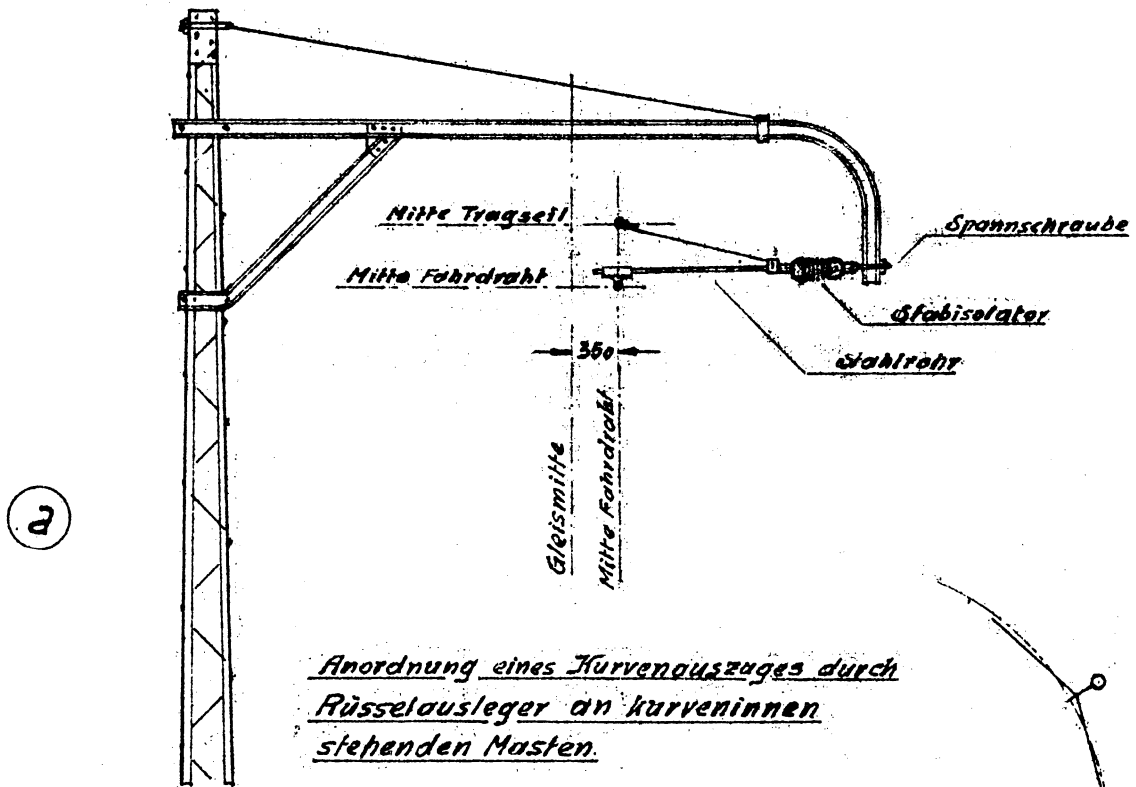 Mitte Tragseil
Spannschraube
Mitte Fahrdraht
Stabisolator
350
Stahlrohr
Gleismitte
Mitte Fahrdraht
a
Anordnung eines Kurvenauszuges durch
Rüsselausleger an kurveninnen
stehenden Masten.